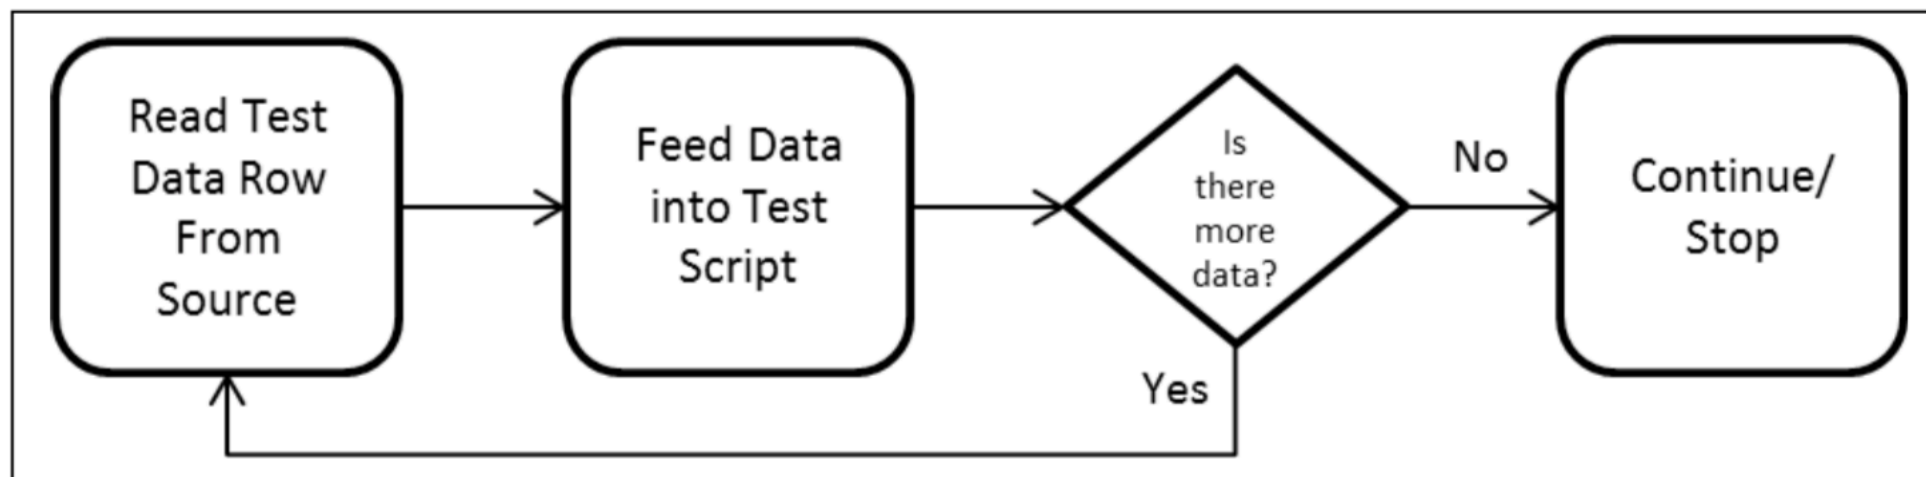 Read Test
Data Row
From
Source
Feed Data
into Test
Script
Is
there
more
data?
No
Yes
Continue/
Stop